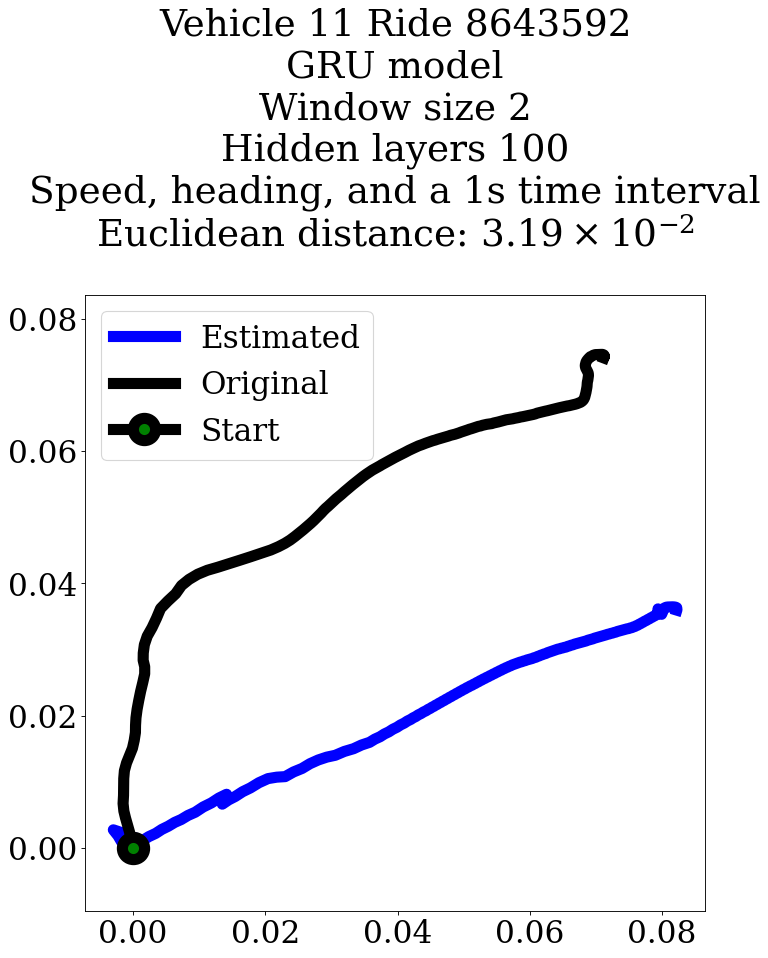 Vehicle 11 Ride 8643592
GRU model
Window size 2
Hidden layers 100
Speed, heading, and a 1s time interval
Euclidean distance: 3.19 × 10⁻²
Estimated
Original
Start
0.08
0.06
0.04
0.02
0.00
0.00 0.02 0.04 0.06 0.08